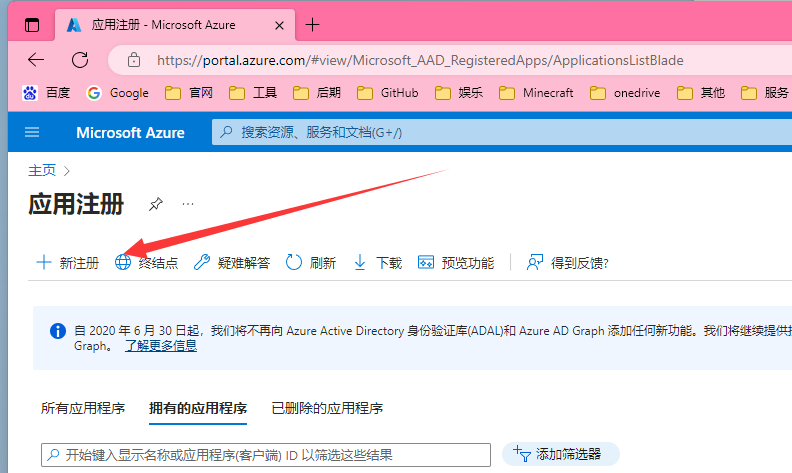 应用注册 - Microsoft Azure
https://portal.azure.com/#view/Microsoft_AAD_RegisteredApps/ApplicationsListBlade
百度 Google 官网 工具 后期 GitHub 娱乐 Minecraft onedrive 其他 服务
Microsoft Azure 搜索资源、服务和文档(G+/)
主页
应用注册
新注册 终结点 疑难解答 刷新 下载 预览功能 得到反馈?
自 2020 年 6 月 30 日起，我们将不再向 Azure Active Directory 身份验证库(ADAL)和 Azure AD Graph 添加任何新功能。我们将继续提供
Graph。 了解更多信息
所有应用程序 拥有的应用程序 已删除的应用程序
开始键入显示名称或应用程序(客户端) ID 以筛选这些结果 添加筛选器